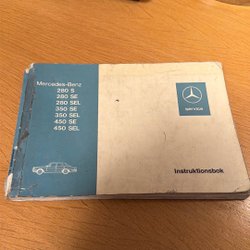 Mercedes-Benz
280 S
280 SE
280 SEL
350 SE
350 SEL
450 SE
450 SEL
SERVICE
Instruktionsbok